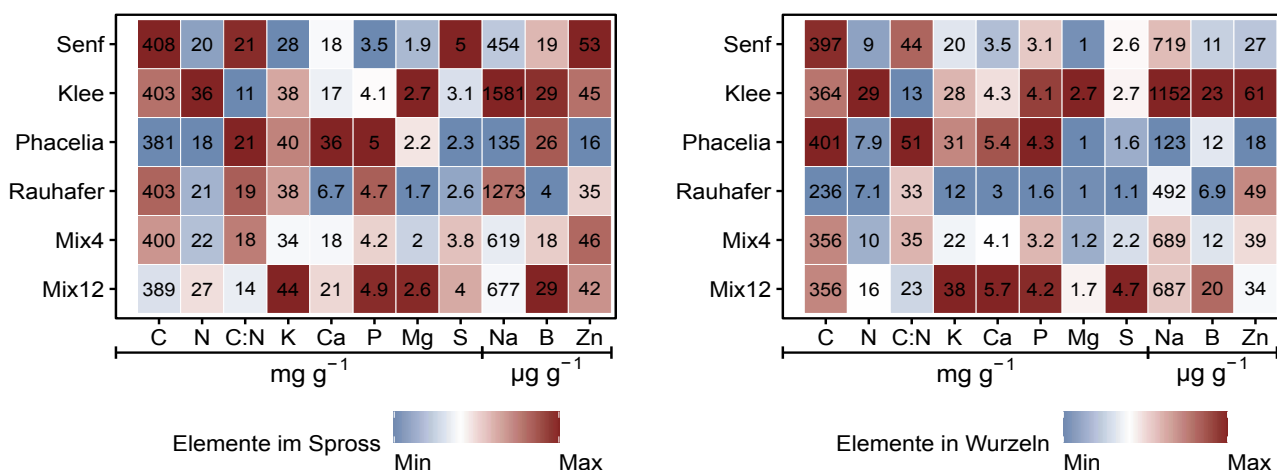 Senf 408 20 21 28 18 3.5 1.9 5 454 19 53
Klee 403 36 11 38 17 4.1 2.7 3.1 1581 29 45
Phacelia 381 18 21 40 36 5 2.2 2.3 135 26 16
Rauhafer 403 21 19 38 6.7 4.7 1.7 2.6 1273 4 35
Mix4 400 22 18 34 18 4.2 2 3.8 619 18 46
Mix12 389 27 14 44 21 4.9 2.6 4 677 29 42
C N C:N K Ca P Mg S Na B Zn
mg g⁻¹ µg g⁻¹
Elemente im Spross
Min Max
Senf 397 9 44 20 3.5 3.1 1 2.6 719 11 27
Klee 364 29 13 28 4.3 4.1 2.7 2.7 1152 23 61
Phacelia 401 7.9 51 31 5.4 4.3 1 1.6 123 12 18
Rauhafer 236 7.1 33 12 3 1.6 1 1.1 492 6.9 49
Mix4 356 10 35 22 4.1 3.2 1.2 2.2 689 12 39
Mix12 356 16 23 38 5.7 4.2 1.7 4.7 687 20 34
C N C:N K Ca P Mg S Na B Zn
mg g⁻¹ µg g⁻¹
Elemente in Wurzeln
Min Max